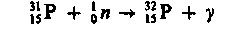 ³¹₁₅P + ¹₀n → ³²₁₅P + γ